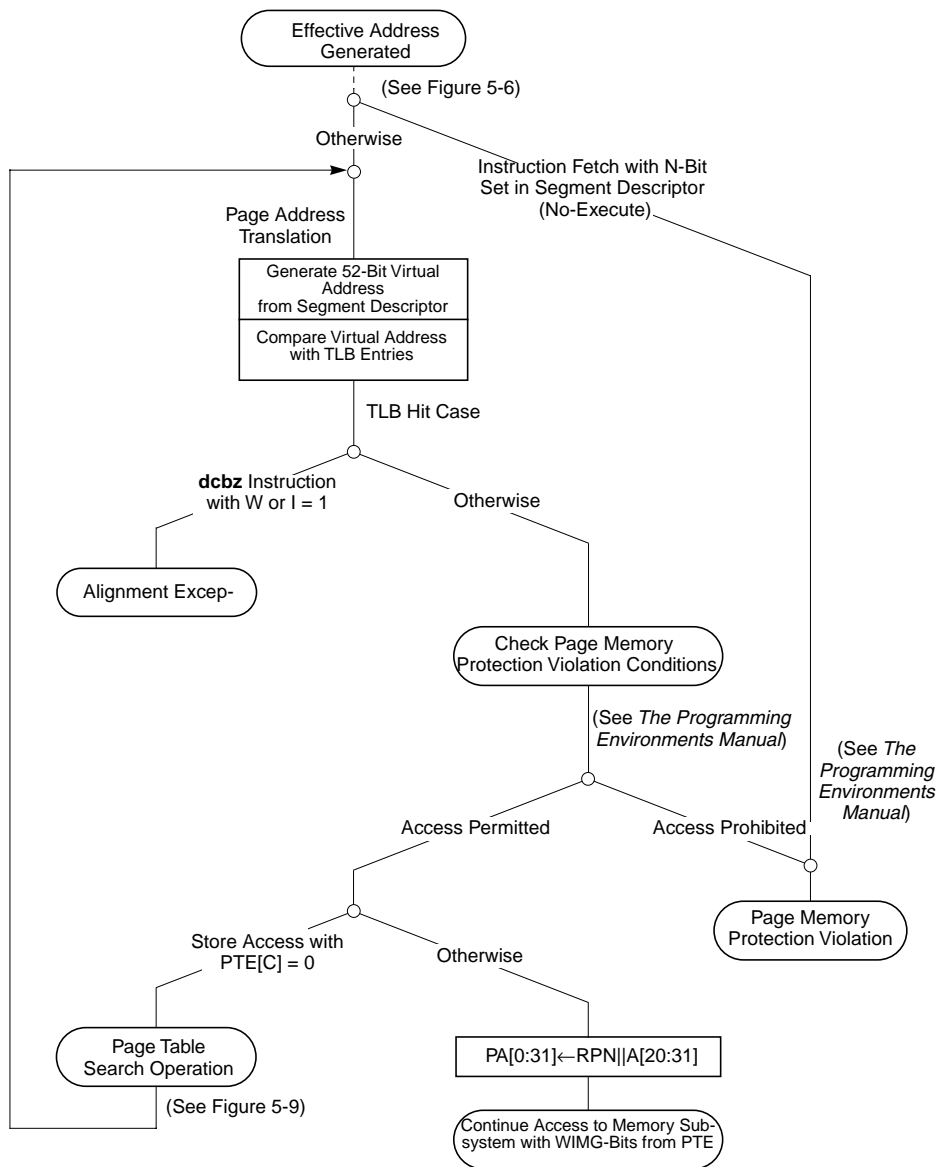 Effective Address
Generated
(See Figure 5-6)
Otherwise
Instruction Fetch with N-Bit
Set in Segment Descriptor
(No-Execute)
Page Address
Translation
Generate 52-Bit Virtual
Address
from Segment Descriptor
Compare Virtual Address
with TLB Entries
TLB Hit Case
dcbz Instruction
with W or I = 1
Otherwise
Alignment Excep-
Check Page Memory
Protection Violation Conditions
(See The Programming
Environments Manual)
(See The
Programming
Environments
Manual)
Access Permitted
Access Prohibited
Page Memory
Protection Violation
Store Access with
PTE[C] = 0
Otherwise
Page Table
Search Operation
(See Figure 5-9)
PA[0:31]←RPN||A[20:31]
Continue Access to Memory Sub-
system with WIMG-Bits from PTE